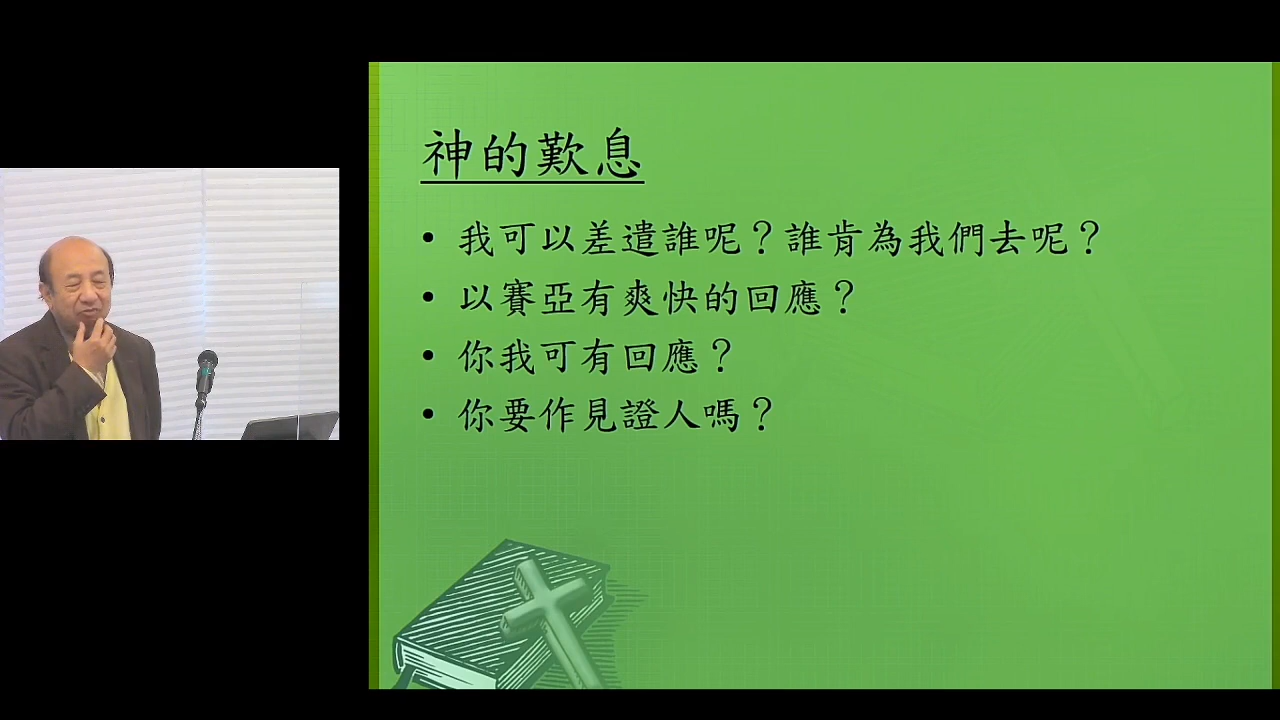 神的歎息
• 我可以差遣誰呢？誰肯為我們去呢？
• 以賽亞有爽快的回應？
• 你我可有回應？
• 你要作見證人嗎？